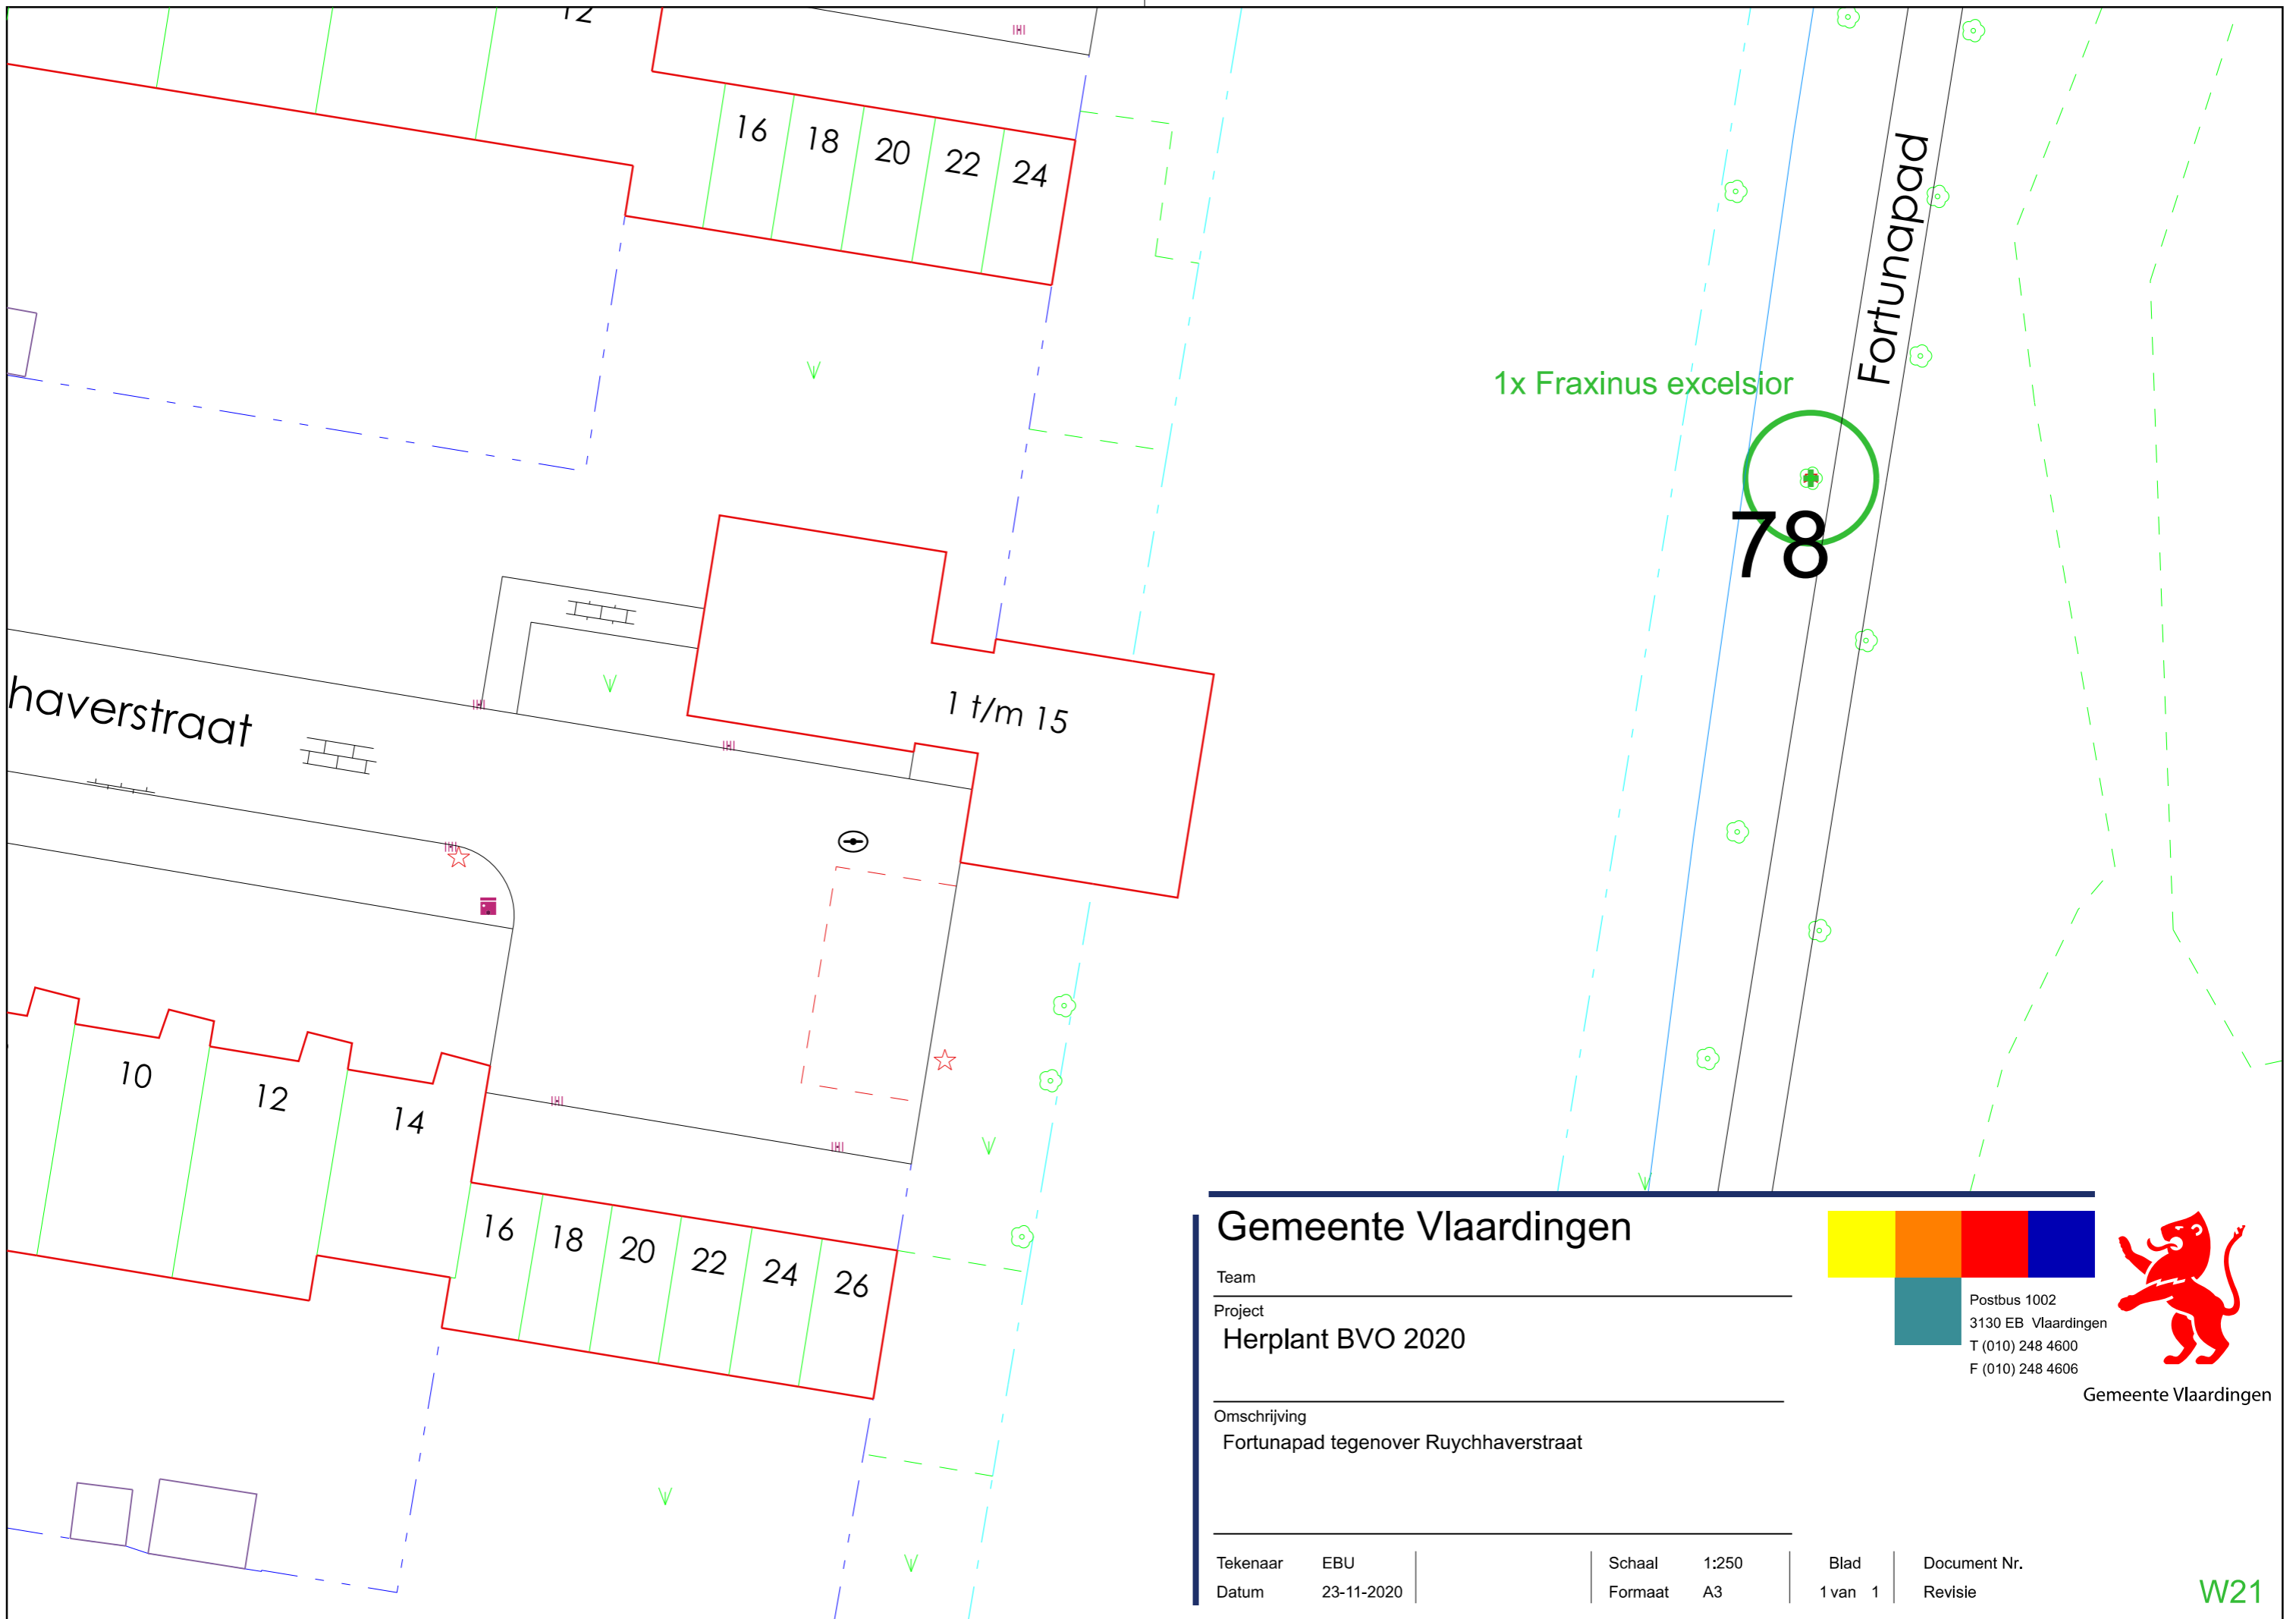 12
16 18 20 22 24
Fortunapad
1x Fraxinus excelsior
78
haverstraat
1 t/m 15
10 12 14
16 18 20 22 24 26
Gemeente Vlaardingen
Team
Project
Herplant BVO 2020
Omschrijving
Fortunapad tegenover Ruychhaverstraat
Postbus 1002
3130 EB Vlaardingen
T (010) 248 4600
F (010) 248 4606
Gemeente Vlaardingen
Tekenaar EBU Schaal 1:250 Blad Document Nr.
Datum 23-11-2020 Formaat A3 1 van 1 Revisie
W21